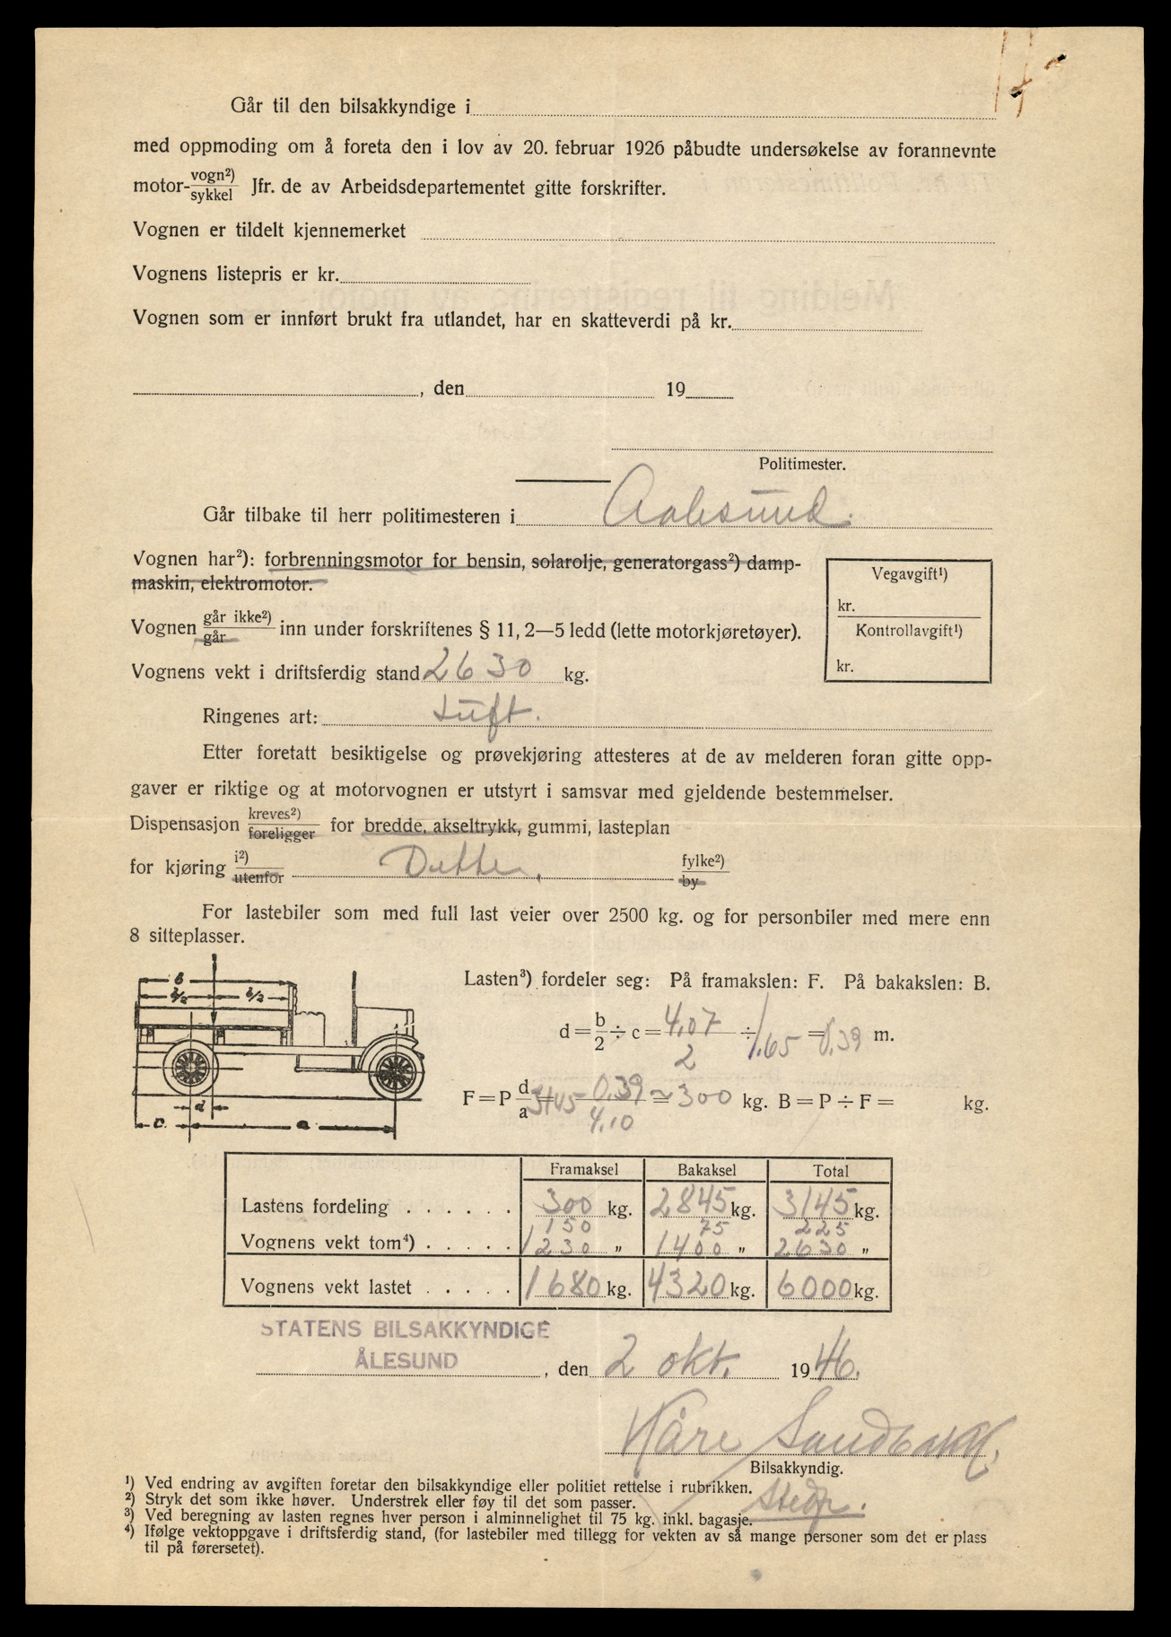 Går til den bilsakkyndige i
med oppmoding om å foreta den i lov av 20. februar 1926 påbudte undersøkelse av forannevnte
motor-vogn²)/sykkel Jfr. de av Arbeidsdepartementet gitte forskrifter.
Vognen er tildelt kjennemerket
Vognens listepris er kr.
Vognen som er innført brukt fra utlandet, har en skatteverdi på kr.
, den 19
Politimester.
Går tilbake til herr politimesteren i Aalesund.
Vognen har²): forbrenningsmotor for bensin, solarolje, generatorgass²) damp-
maskin, elektromotor.
Vegavgift¹)
kr.
Kontrollavgift¹)
kr.
Vognen går ikke²)/går inn under forskriftenes § 11, 2—5 ledd (lette motorkjøretøyer).
Vognens vekt i driftsferdig stand 2630 kg.
Ringenes art: Luft.
Etter foretatt besiktigelse og prøvekjøring attesteres at de av melderen foran gitte opp-
gaver er riktige og at motorvognen er utstyrt i samsvar med gjeldende bestemmelser.
Dispensasjon kreves²)/foreligger for bredde, akseltrykk, gummi, lasteplan
for kjøring i²)/utenfor Dette fylke²)/by
For lastebiler som med full last veier over 2500 kg. og for personbiler med mere enn
8 sitteplasser.
Lasten³) fordeler seg: På framakslen: F. På bakakslen: B.
b
b/2 b/2
d = b/2 ÷ c = 4,07/2 ÷ 1.65 = 0,39 m.
F = P d/a = 3145 0,39/4,10 = 300 kg. B = P ÷ F = kg.
d
c a
Framaksel Bakaksel Total
Lastens fordeling . . . . . . 300 kg. 2845 kg. 3145 kg.
150 75 225
Vognens vekt tom⁴) . . . . . 1230 „ 1400 „ 2630 „
Vognens vekt lastet . . . . . 1680 kg. 4320 kg. 6000 kg.
STATENS BILSAKKYNDIGE
ÅLESUND , den 2 okt. 1946.
Kåre Sandbakk.
Bilsakkyndig.
¹) Ved endring av avgiften foretar den bilsakkyndige eller politiet rettelse i rubrikken.
²) Stryk det som ikke høver. Understrek eller føy til det som passer.
³) Ved beregning av lasten regnes hver person i alminnelighet til 75 kg. inkl. bagasje.
⁴) Ifølge vektoppgave i driftsferdig stand, (for lastebiler med tillegg for vekten av så mange personer som det er plass
til på førersetet).